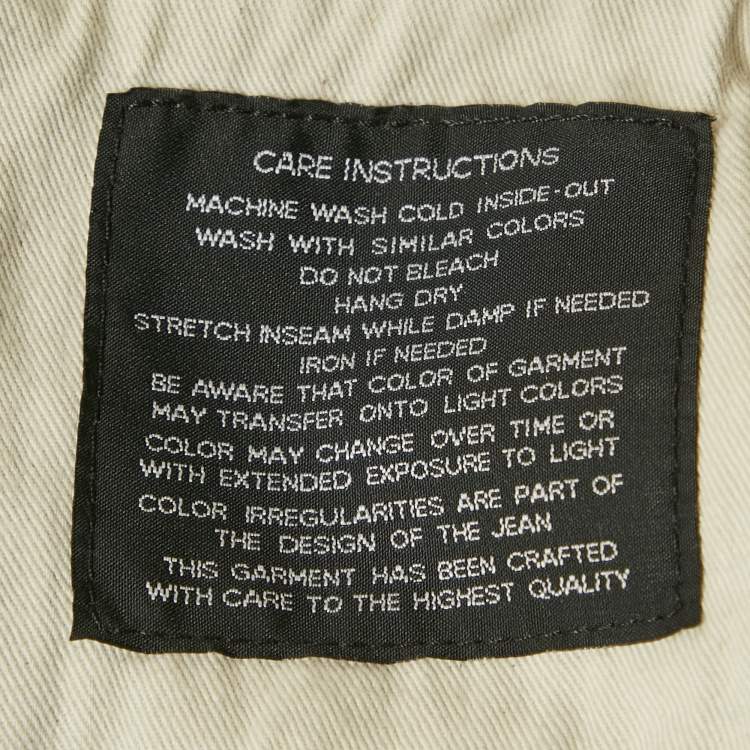 CARE INSTRUCTIONS
MACHINE WASH COLD INSIDE-OUT
WASH WITH SIMILAR COLORS
DO NOT BLEACH
HANG DRY
STRETCH INSEAM WHILE DAMP IF NEEDED
IRON IF NEEDED
BE AWARE THAT COLOR OF GARMENT
MAY TRANSFER ONTO LIGHT COLORS
COLOR MAY CHANGE OVER TIME OR
WITH EXTENDED EXPOSURE TO LIGHT
COLOR IRREGULARITIES ARE PART OF
THE DESIGN OF THE JEAN
THIS GARMENT HAS BEEN CRAFTED
WITH CARE TO THE HIGHEST QUALITY